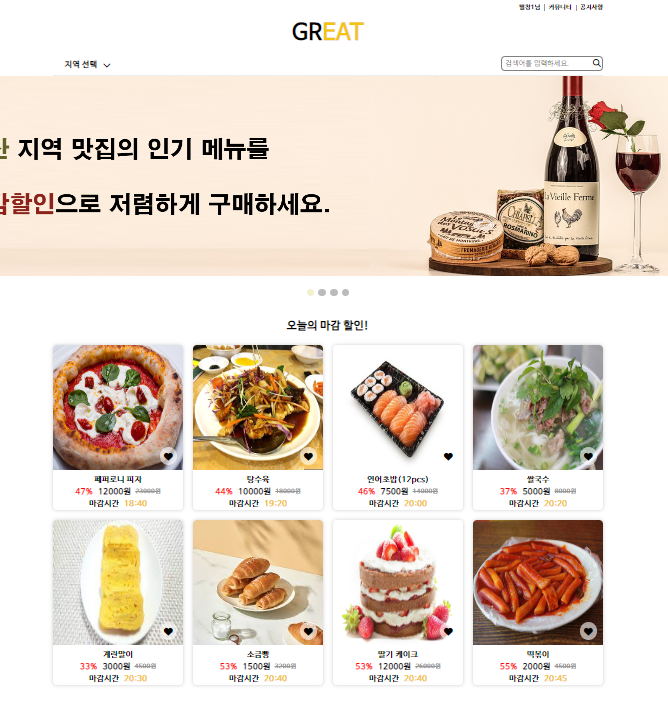 별점1님 | 커뮤니티 | 공지사항
GREAT
지역 선택
검색어를 입력하세요.
지역 맛집의 인기 메뉴를
할인으로 저렴하게 구매하세요.
La Vieille Ferme
CHAPELLE
ROSMARINO
오늘의 마감 할인!
페퍼로니 피자
47% 12000원 23000원
마감시간 18:40
탕수육
44% 10000원 18000원
마감시간 19:20
연어초밥(12pcs)
46% 7500원 14000원
마감시간 20:00
쌀국수
37% 5000원 8000원
마감시간 20:20
계란말이
33% 3000원 4500원
마감시간 20:30
소금빵
53% 1500원 3200원
마감시간 20:40
딸기 케이크
53% 12000원 26000원
마감시간 20:40
떡볶이
55% 2000원 4500원
마감시간 20:45